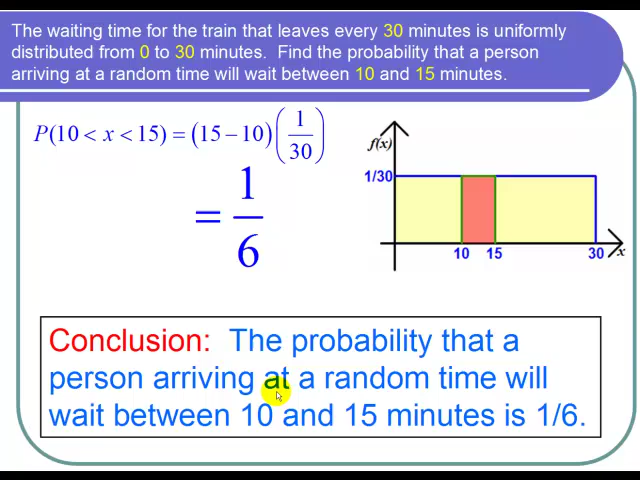 The waiting time for the train that leaves every 30 minutes is uniformly
distributed from 0 to 30 minutes. Find the probability that a person
arriving at a random time will wait between 10 and 15 minutes.
P(10 < x < 15) = (15 − 10)(1/30)
= 1/6
f(x)
1/30
10 15 30 x
Conclusion: The probability that a
person arriving at a random time will
wait between 10 and 15 minutes is 1/6.